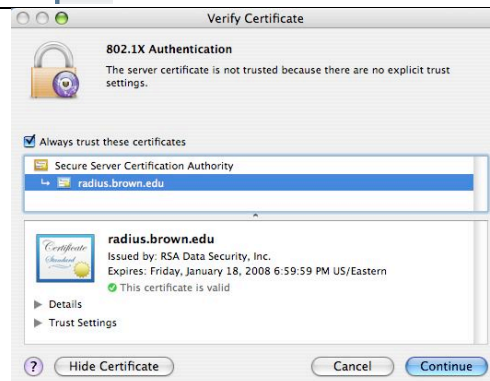 Verify Certificate
802.1X Authentication
The server certificate is not trusted because there are no explicit trust
settings.
Always trust these certificates
Secure Server Certification Authority
radius.brown.edu
Certificate
Standard
radius.brown.edu
Issued by: RSA Data Security, Inc.
Expires: Friday, January 18, 2008 6:59:59 PM US/Eastern
This certificate is valid
Details
Trust Settings
? Hide Certificate Cancel Continue